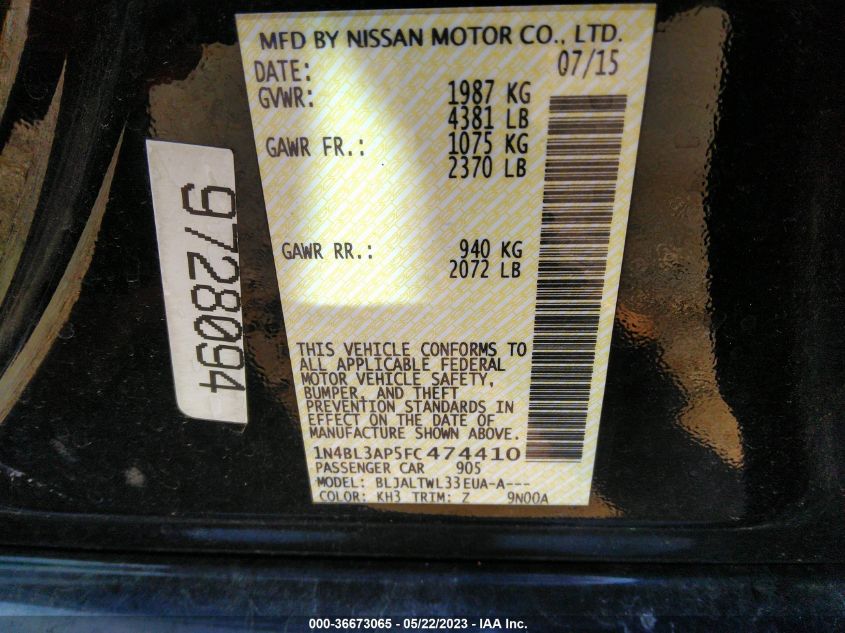 MFD BY NISSAN MOTOR CO., LTD.
DATE: 07/15
GVWR: 1987 KG
4381 LB
GAWR FR.: 1075 KG
2370 LB
GAWR RR.: 940 KG
2072 LB
THIS VEHICLE CONFORMS TO
ALL APPLICABLE FEDERAL
MOTOR VEHICLE SAFETY,
BUMPER, AND THEFT
PREVENTION STANDARDS IN
EFFECT ON THE DATE OF
MANUFACTURE SHOWN ABOVE.
1N4BL3AP5FC474410
PASSENGER CAR 905
MODEL: BLJALTWL33EUA-A---
COLOR: KH3 TRIM: Z 9N00A
9728094
000-36673065 - 05/22/2023 - IAA Inc.